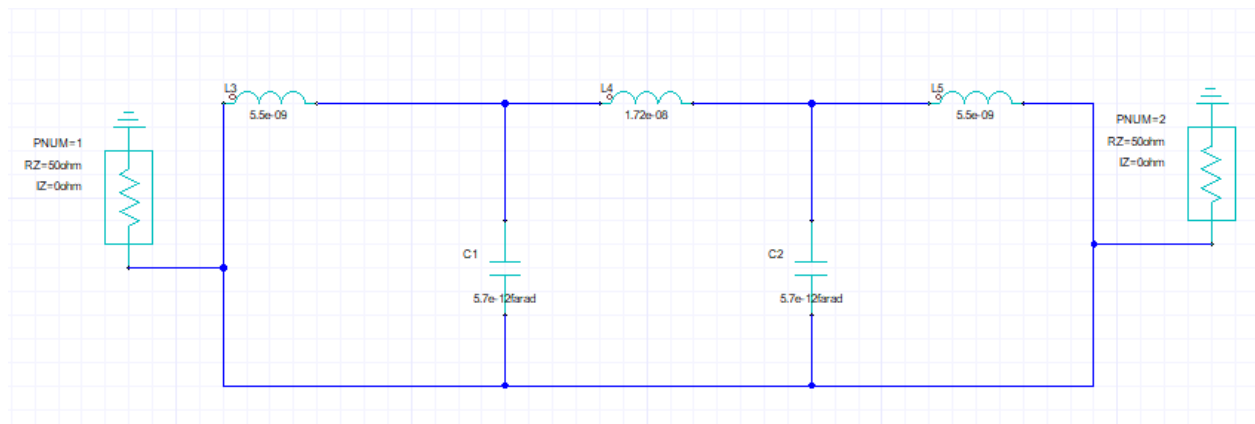 L3
5.5e-09
L4
1.72e-08
L5
5.5e-09
PNUM=1
RZ=50ohm
IZ=0ohm
PNUM=2
RZ=50ohm
IZ=0ohm
C1
5.7e-12farad
C2
5.7e-12farad